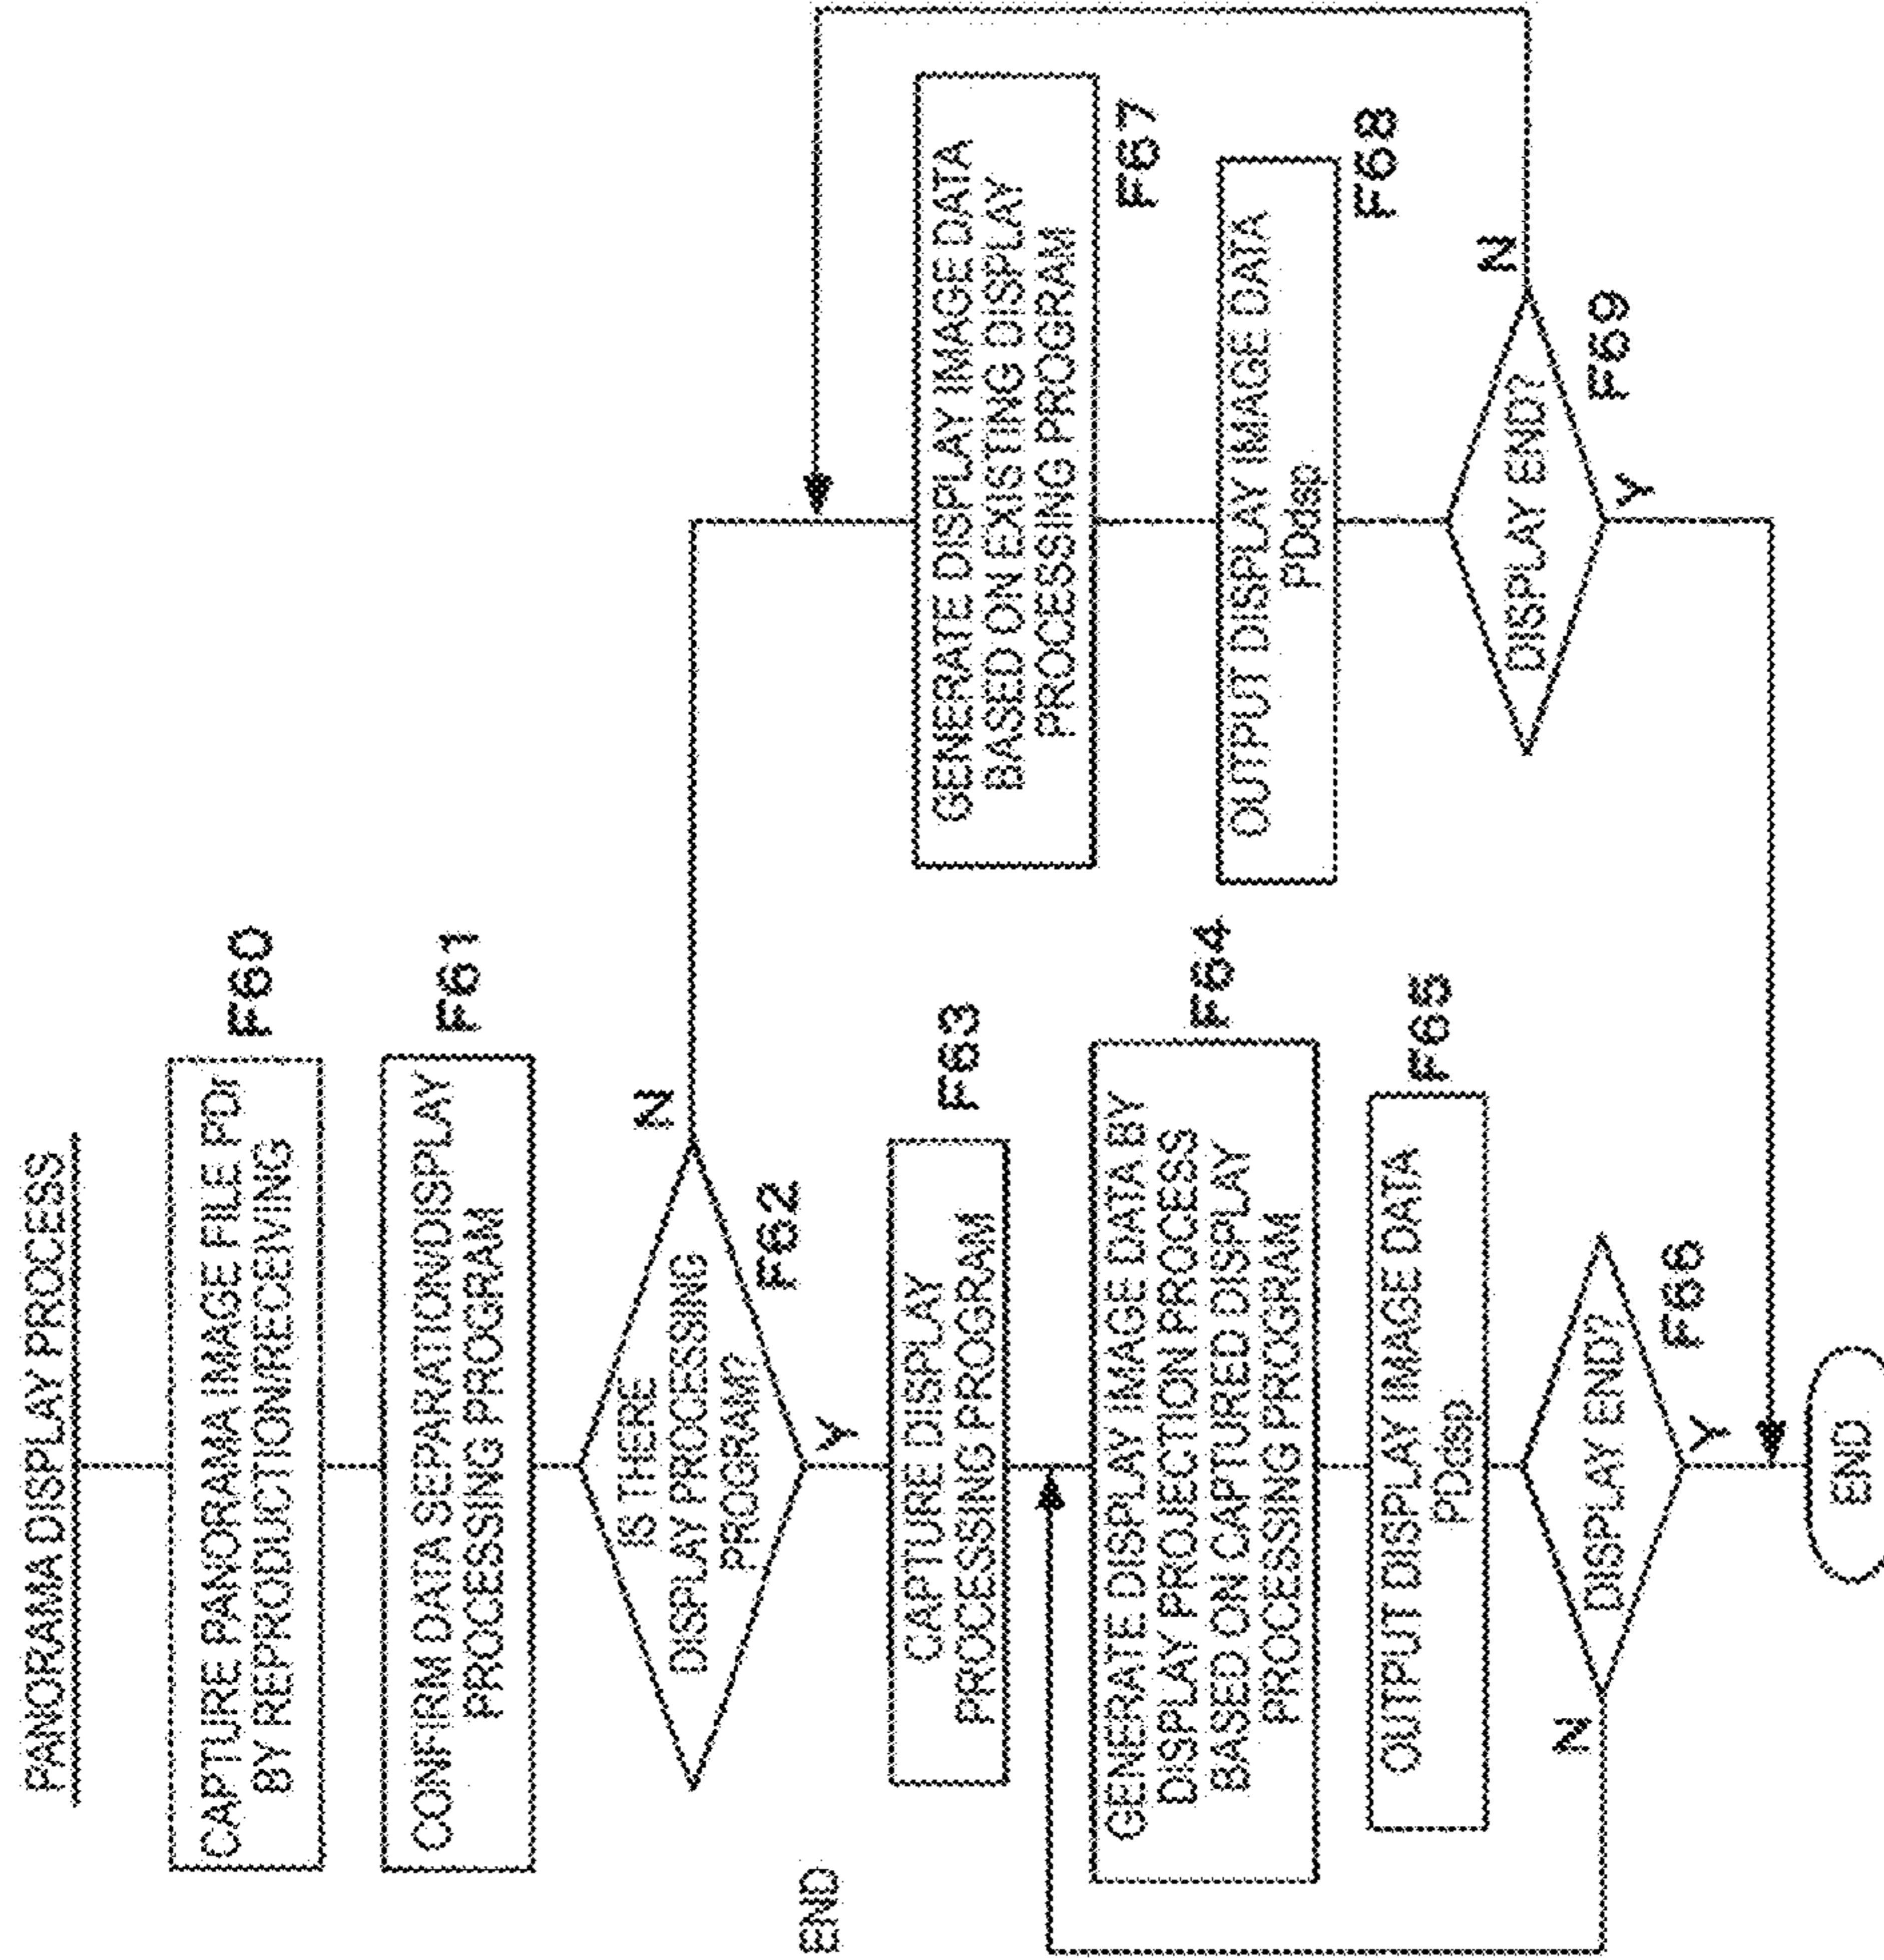 PANORAMA DISPLAY PROCESS
CAPTURE PANORAMA IMAGE FILE PDr
BY REPRODUCTION/RECEIVING
F60
CONFIRM DATA SEPARATION/DISPLAY
PROCESSING PROGRAM
F61
IS THERE
DISPLAY PROCESSING
PROGRAM?
F62
N
Y
END
CAPTURE DISPLAY
PROCESSING PROGRAM
F63
GENERATE DISPLAY IMAGE DATA BY
DISPLAY PROJECTION PROCESS
BASED ON CAPTURED DISPLAY
PROCESSING PROGRAM
F64
OUTPUT DISPLAY IMAGE DATA
PDdisp
F65
DISPLAY END?
F66
N
Y
GENERATE DISPLAY IMAGE DATA
BASED ON EXISTING DISPLAY
PROCESSING PROGRAM
F67
OUTPUT DISPLAY IMAGE DATA
PDdisp
F68
DISPLAY END?
F69
N
Y
END